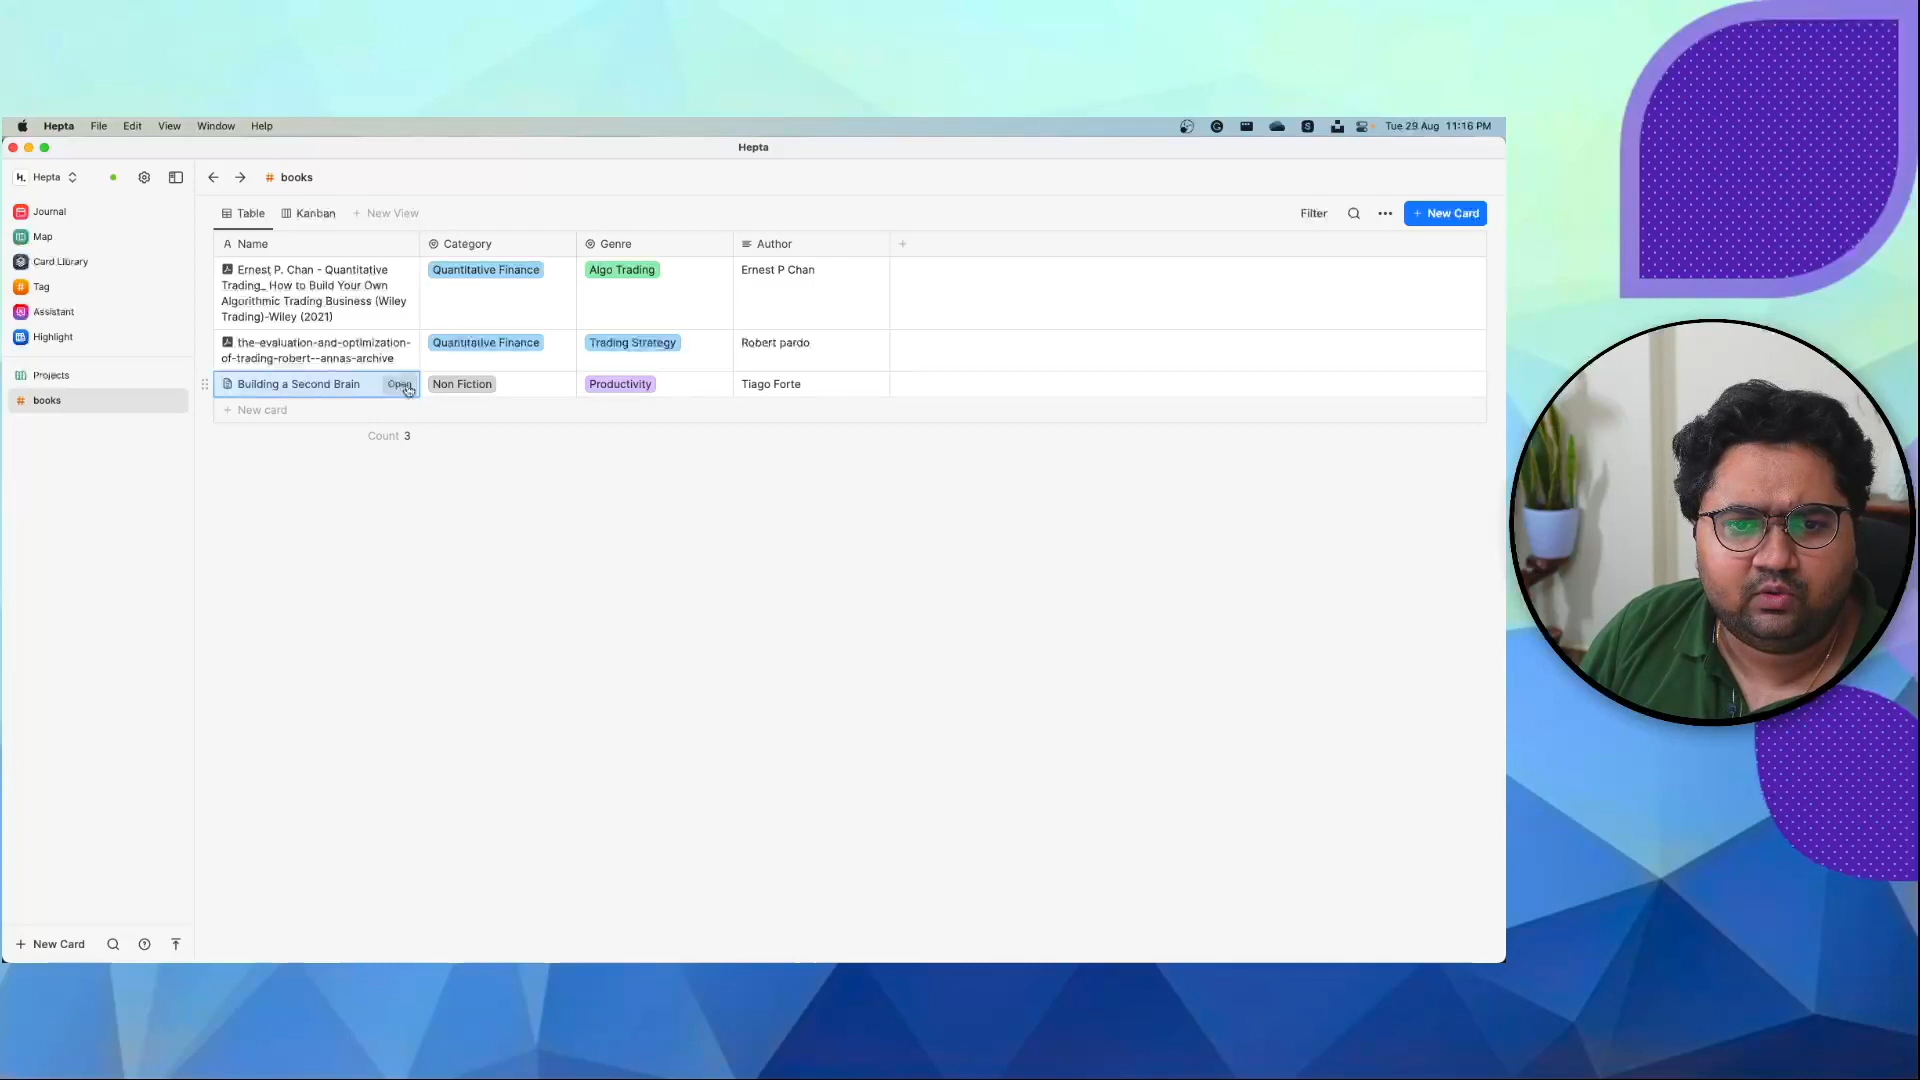 Hepta File Edit View Window Help
Tue 29 Aug 11:16 PM
Hepta
H. Hepta
# books
Journal
Map
Card Library
Tag
Assistant
Highlight
Projects
# books
Table Kanban + New View
Filter
+ New Card
A Name Category Genre Author +
Ernest P. Chan - Quantitative
Trading_ How to Build Your Own
Algorithmic Trading Business (Wiley
Trading)-Wiley (2021)
Quantitative Finance Algo Trading Ernest P Chan
the-evaluation-and-optimization-
of-trading-robert--annas-archive
Quantitative Finance Trading Strategy Robert pardo
Building a Second Brain Open Non Fiction Productivity Tiago Forte
+ New card
Count 3
+ New Card